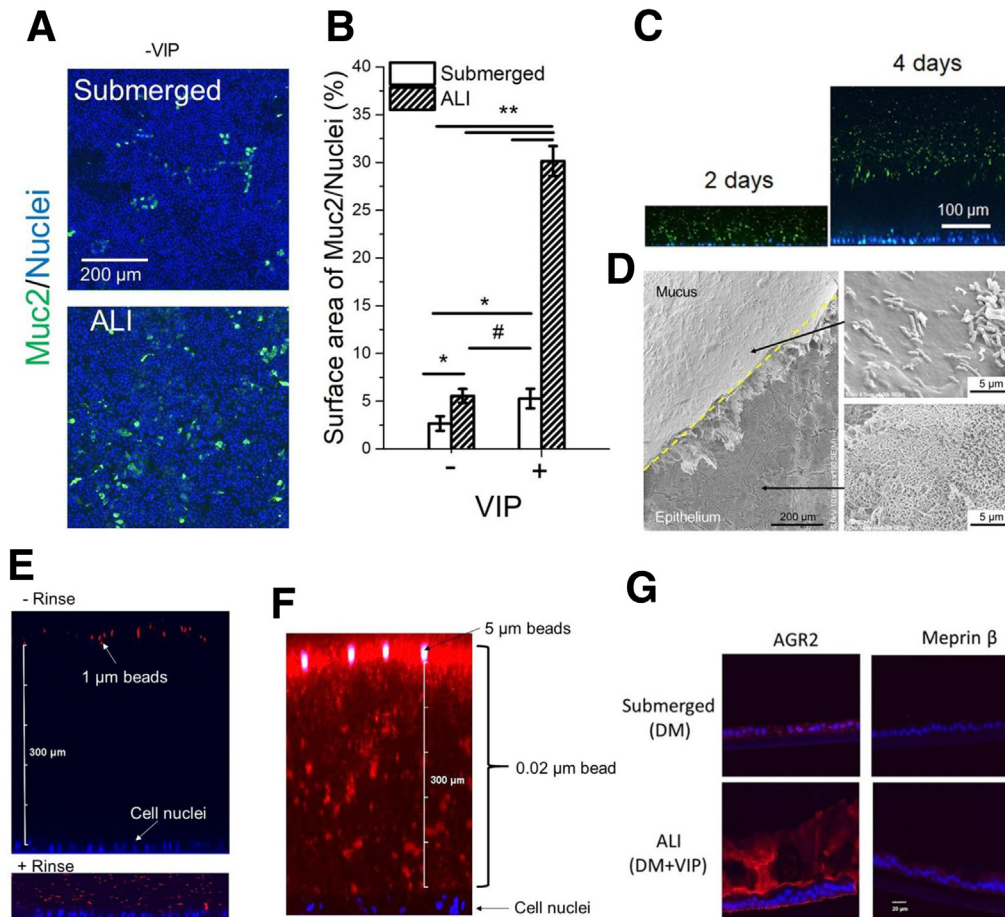 A
-VIP
Submerged
200 µm
ALI
Muc2/Nuclei
B
Submerged
ALI
Surface area of Muc2/Nuclei (%)
40
35
30
25
20
15
10
5
0
**
*
#
*
- +
VIP
C
4 days
2 days
100 µm
D
Mucus
Epithelium
200 µm
5 µm
5 µm
E
- Rinse
1 µm beads
300 µm
Cell nuclei
+ Rinse
F
5 µm beads
300 µm
0.02 µm bead
Cell nuclei
G
AGR2 Meprin β
Submerged
(DM)
ALI
(DM+VIP)
20 µm